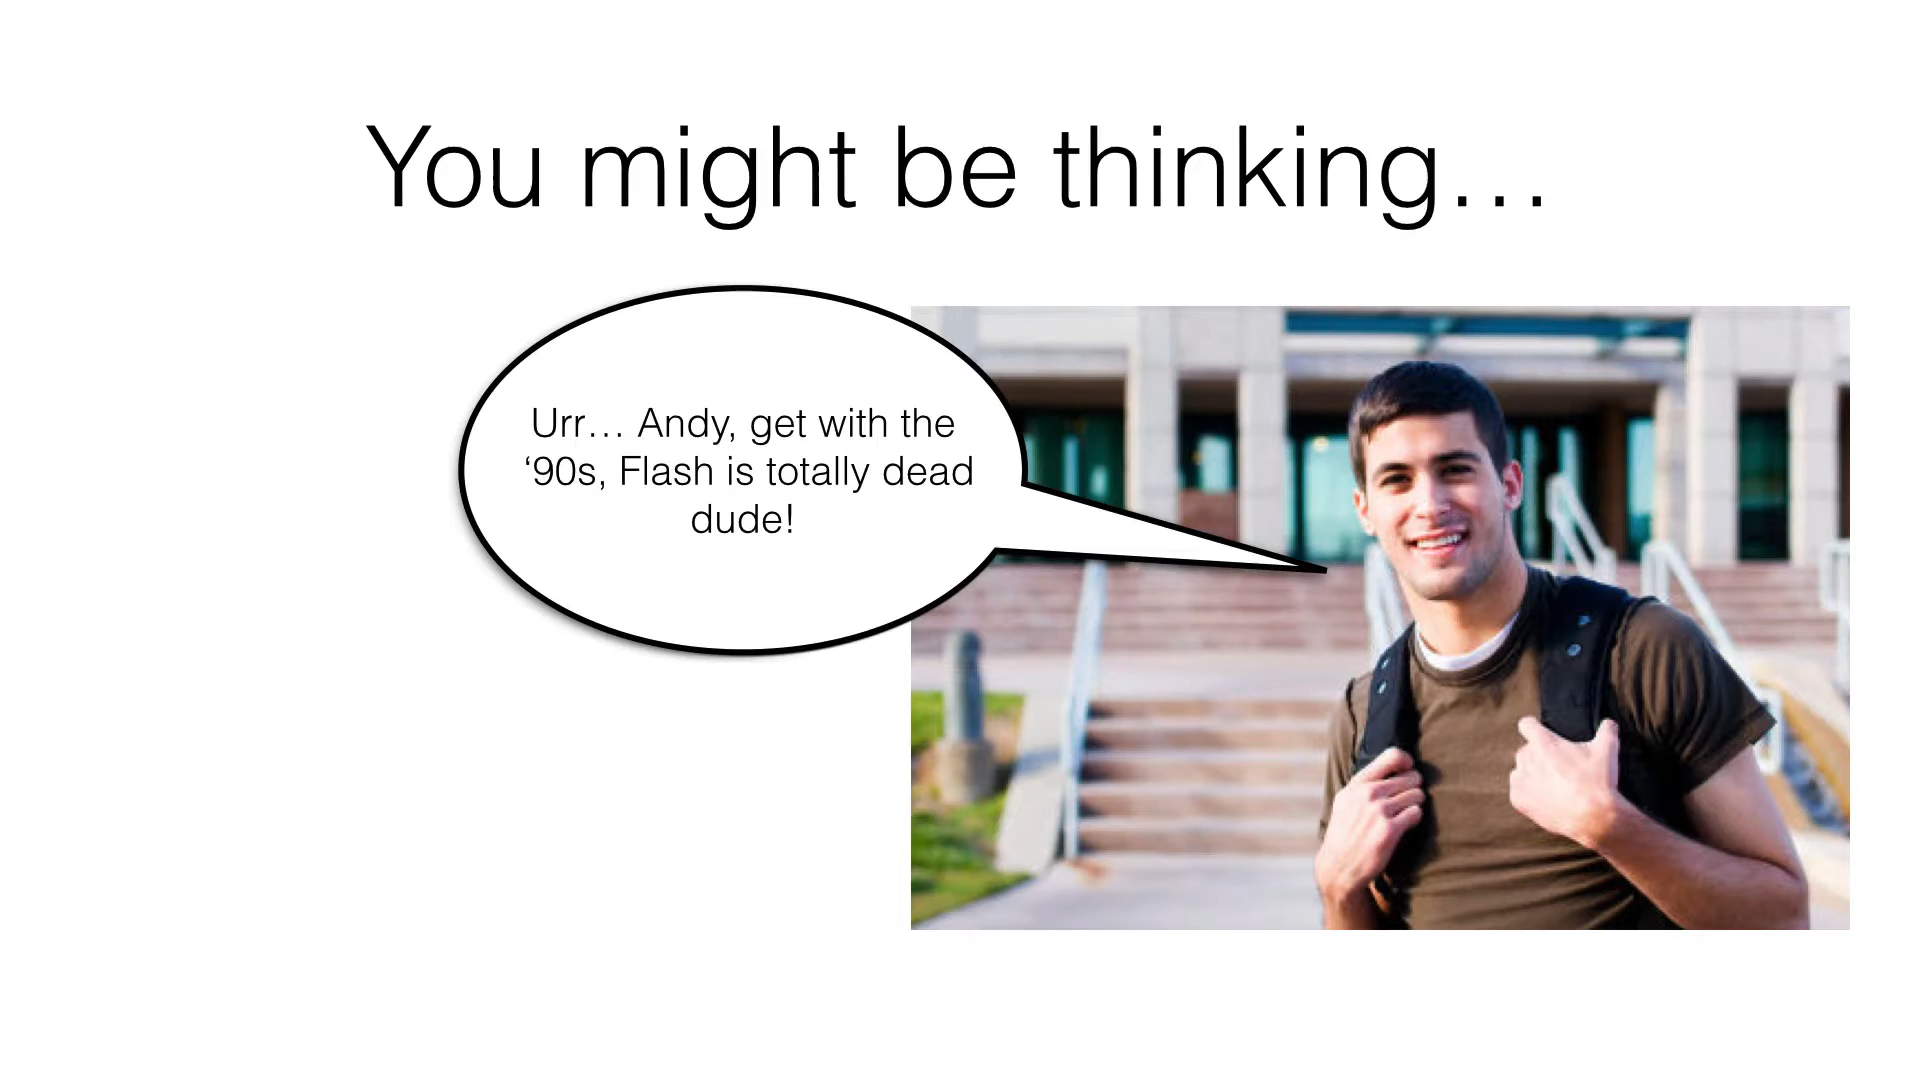 You might be thinking…
Urr… Andy, get with the
‘90s, Flash is totally dead
dude!